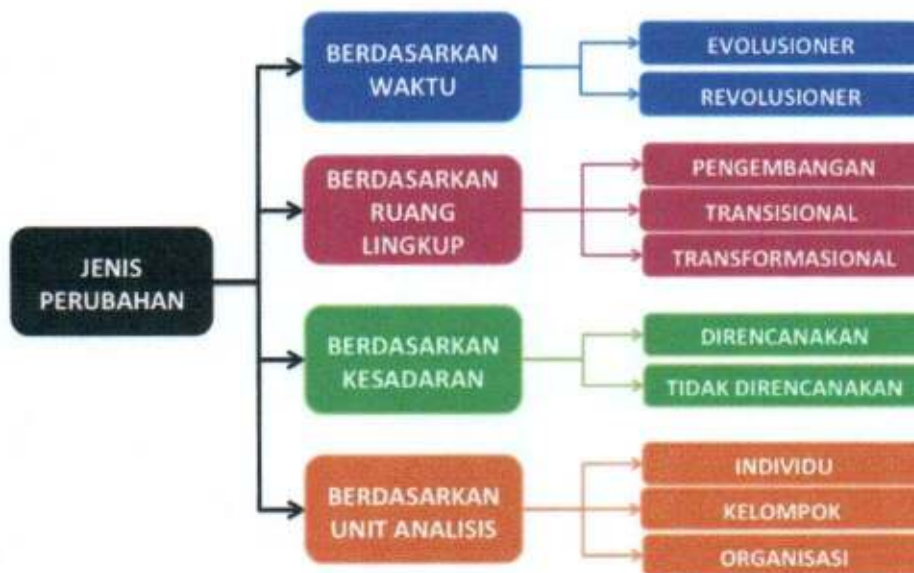 JENIS
PERUBAHAN
BERDASARKAN
WAKTU
EVOLUSIONER
REVOLUSIONER
BERDASARKAN
RUANG
LINGKUP
PENGEMBANGAN
TRANSISIONAL
TRANSFORMASIONAL
BERDASARKAN
KESADARAN
DIRENCANAKAN
TIDAK DIRENCANAKAN
BERDASARKAN
UNIT ANALISIS
INDIVIDU
KELOMPOK
ORGANISASI